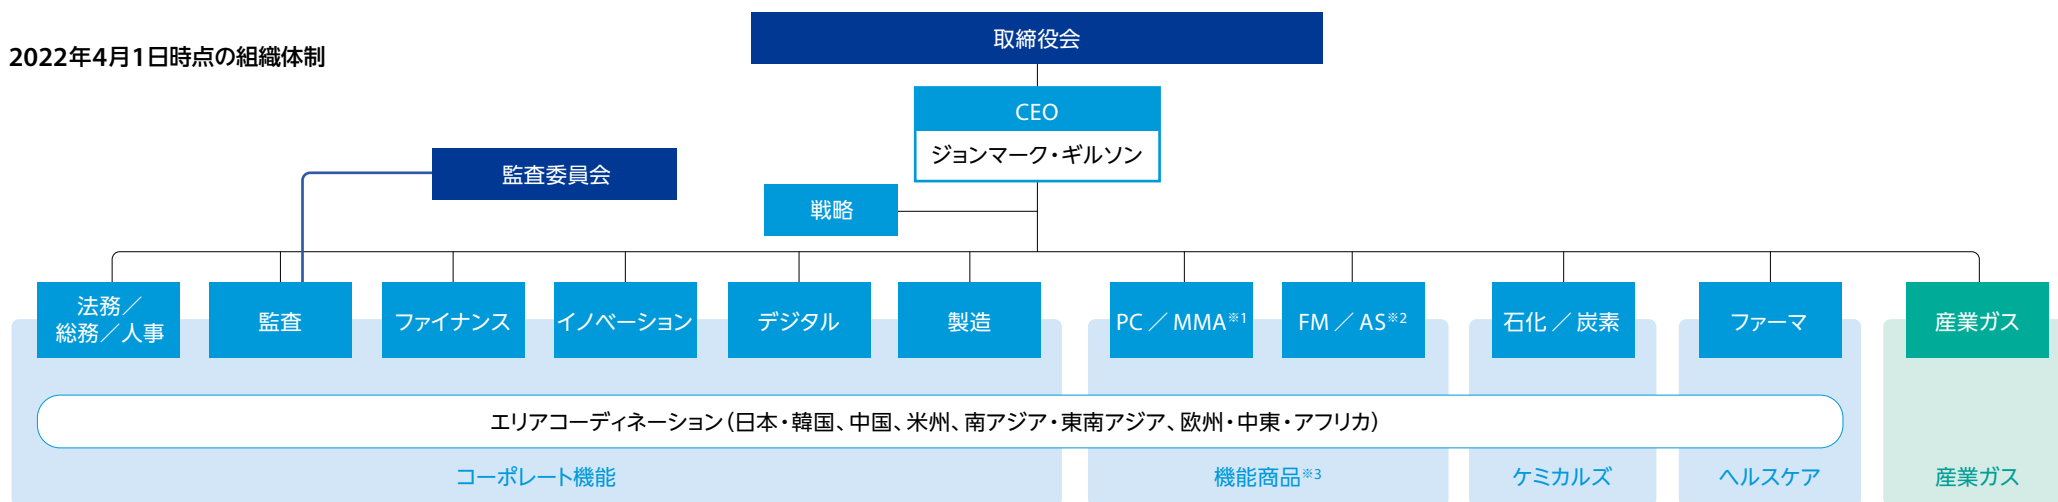 取締役会
2022年4月1日時点の組織体制
CEO
ジョンマーク・ギルソン
監査委員会
戦略
法務／
総務／人事
監査
ファイナンス
イノベーション
デジタル
製造
PC／MMA※1
FM／AS※2
石化／炭素
ファーマ
産業ガス
エリアコーディネーション（日本・韓国、中国、米州、南アジア・東南アジア、欧州・中東・アフリカ）
コーポレート機能
機能商品※3
ケミカルズ
ヘルスケア
産業ガス